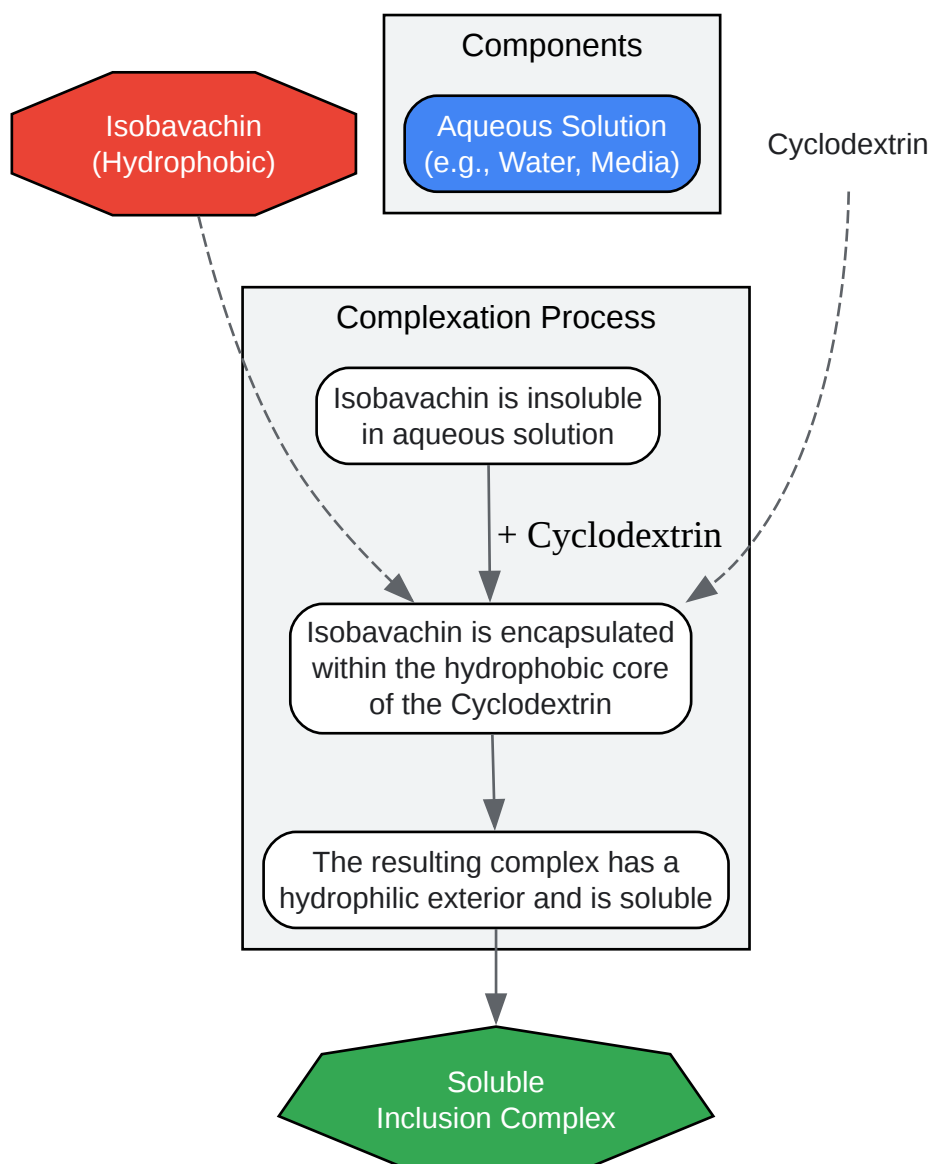 Components
Isobavachin
(Hydrophobic)
Aqueous Solution
(e.g., Water, Media)
Cyclodextrin
Complexation Process
Isobavachin is insoluble
in aqueous solution
+ Cyclodextrin
Isobavachin is encapsulated
within the hydrophobic core
of the Cyclodextrin
The resulting complex has a
hydrophilic exterior and is soluble
Soluble
Inclusion Complex